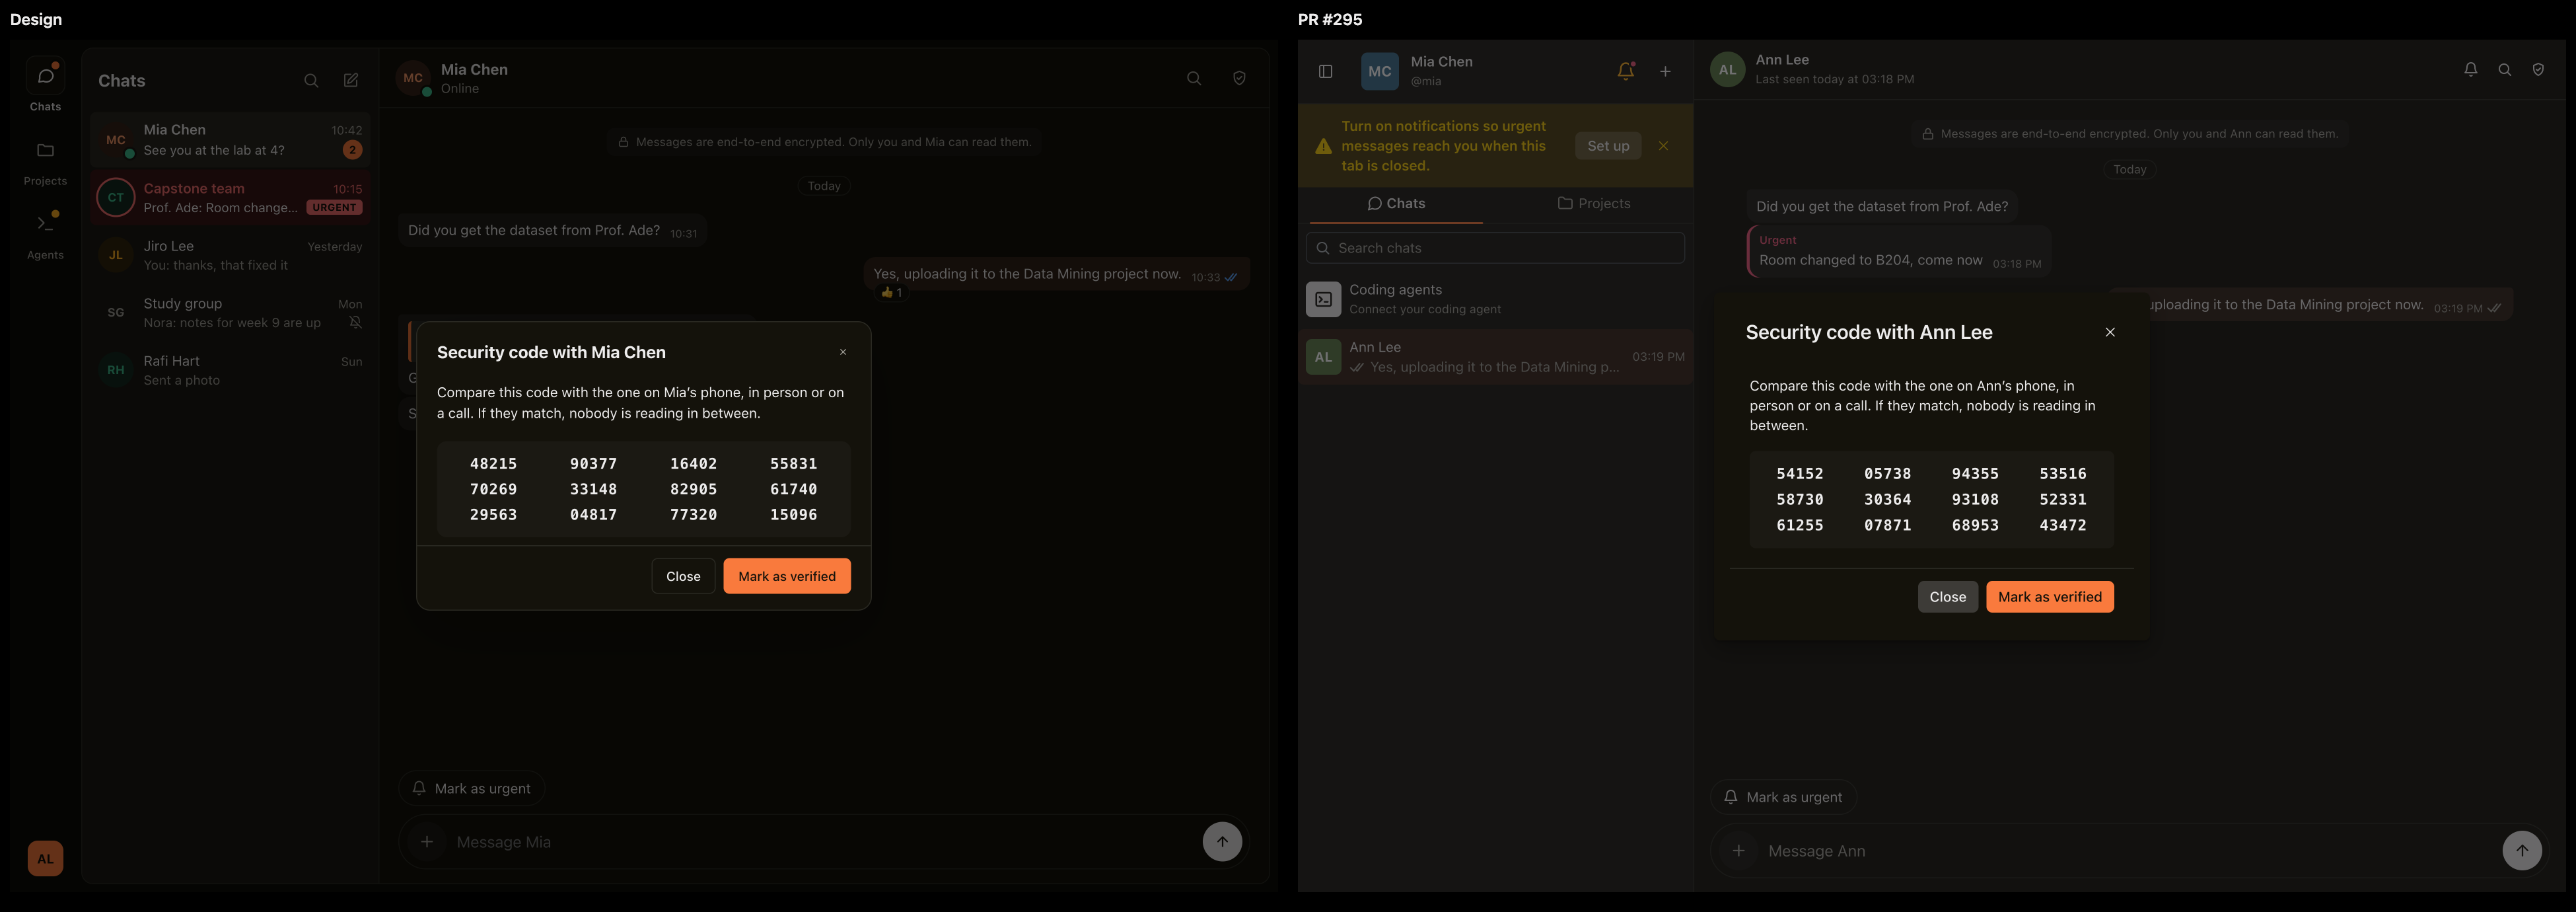 Design
Chats
Projects
Agents
AL
Chats
MC
Mia Chen
10:42
See you at the lab at 4?
2
CT
Capstone team
10:15
Prof. Ade: Room change...
URGENT
JL
Jiro Lee
Yesterday
You: thanks, that fixed it
SG
Study group
Mon
Nora: notes for week 9 are up
RH
Rafi Hart
Sun
Sent a photo
MC
Mia Chen
Online
Messages are end-to-end encrypted. Only you and Mia can read them.
Today
Did you get the dataset from Prof. Ade? 10:31
Yes, uploading it to the Data Mining project now. 10:33
👍 1
G
S
Security code with Mia Chen
×
Compare this code with the one on Mia’s phone, in person or on
a call. If they match, nobody is reading in between.
48215 90377 16402 55831
70269 33148 82905 61740
29563 04817 77320 15096
Close
Mark as verified
Mark as urgent
Message Mia
PR #295
MC
Mia Chen
@mia
Turn on notifications so urgent
messages reach you when this
tab is closed.
Set up
Chats
Projects
Search chats
Coding agents
Connect your coding agent
AL
Ann Lee
Yes, uploading it to the Data Mining p...
03:19 PM
AL
Ann Lee
Last seen today at 03:18 PM
Messages are end-to-end encrypted. Only you and Ann can read them.
Today
Did you get the dataset from Prof. Ade?
Urgent
Room changed to B204, come now 03:18 PM
uploading it to the Data Mining project now. 03:19 PM
Security code with Ann Lee
Compare this code with the one on Ann’s phone, in
person or on a call. If they match, nobody is reading in
between.
54152 05738 94355 53516
58730 30364 93108 52331
61255 07871 68953 43472
Close
Mark as verified
Mark as urgent
Message Ann